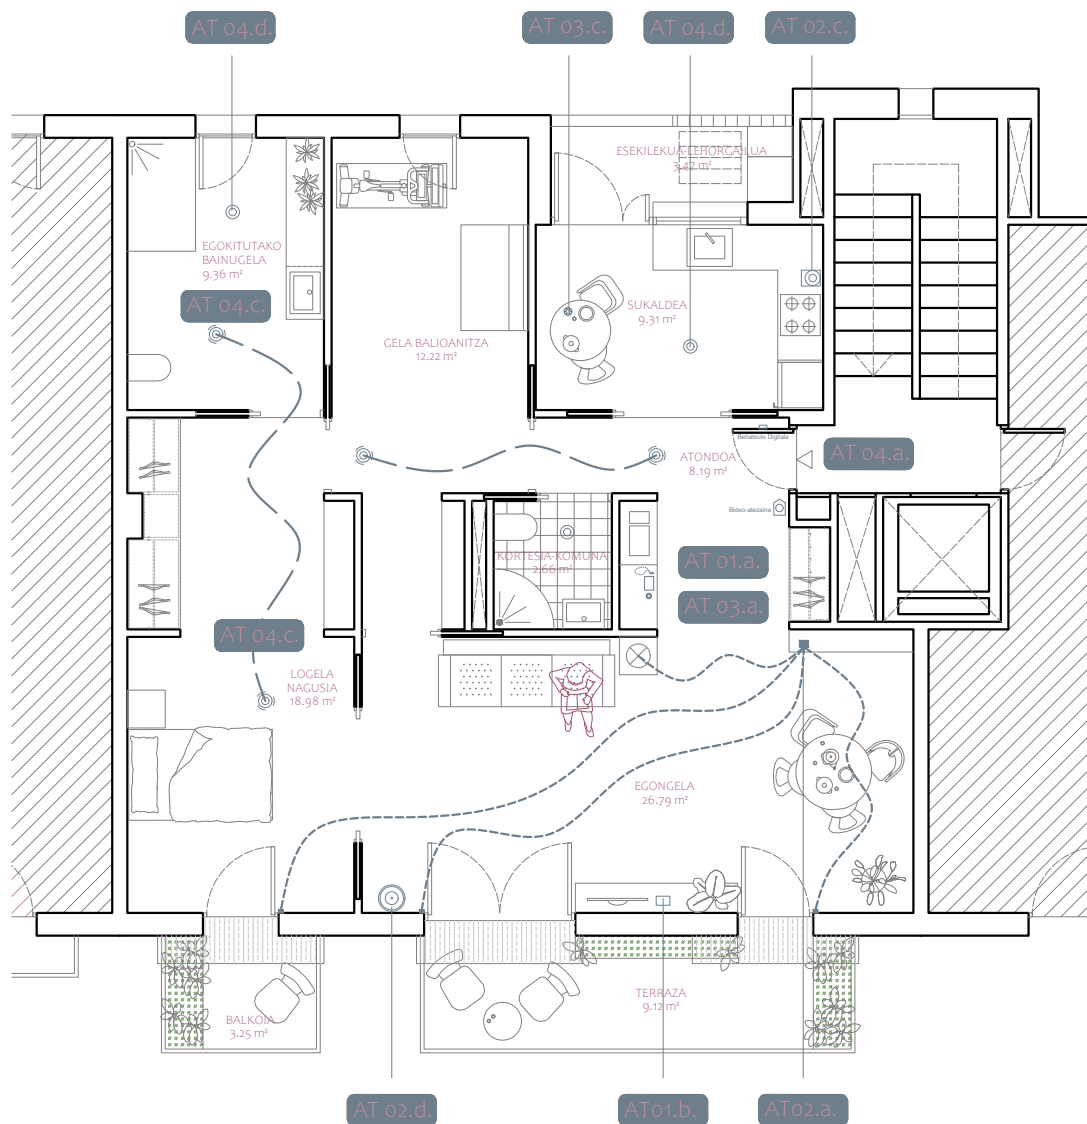 AT 04.d.
AT 03.c.
AT 04.d.
AT 02.c.
ESEKILEKUA-LEHORGAILUA
3.47 m²
EGOKITUTAKO
BAINUGELA
9.36 m²
AT 04.c.
SUKALDEA
9.31 m²
GELA BALIOANITZA
12.22 m²
Behatxulo Digitala
ATONDOA
8.19 m²
AT 04.a.
Bideo-atezaina
KORTESIA-KOMUNA
2.66 m²
AT 01.a.
AT 03.a.
AT 04.c.
LOGELA
NAGUSIA
18.98 m²
EGONGELA
26.79 m²
TERRAZA
9.12 m²
BALKOIA
3.25 m²
AT 02.d.
AT01.b.
AT02.a.